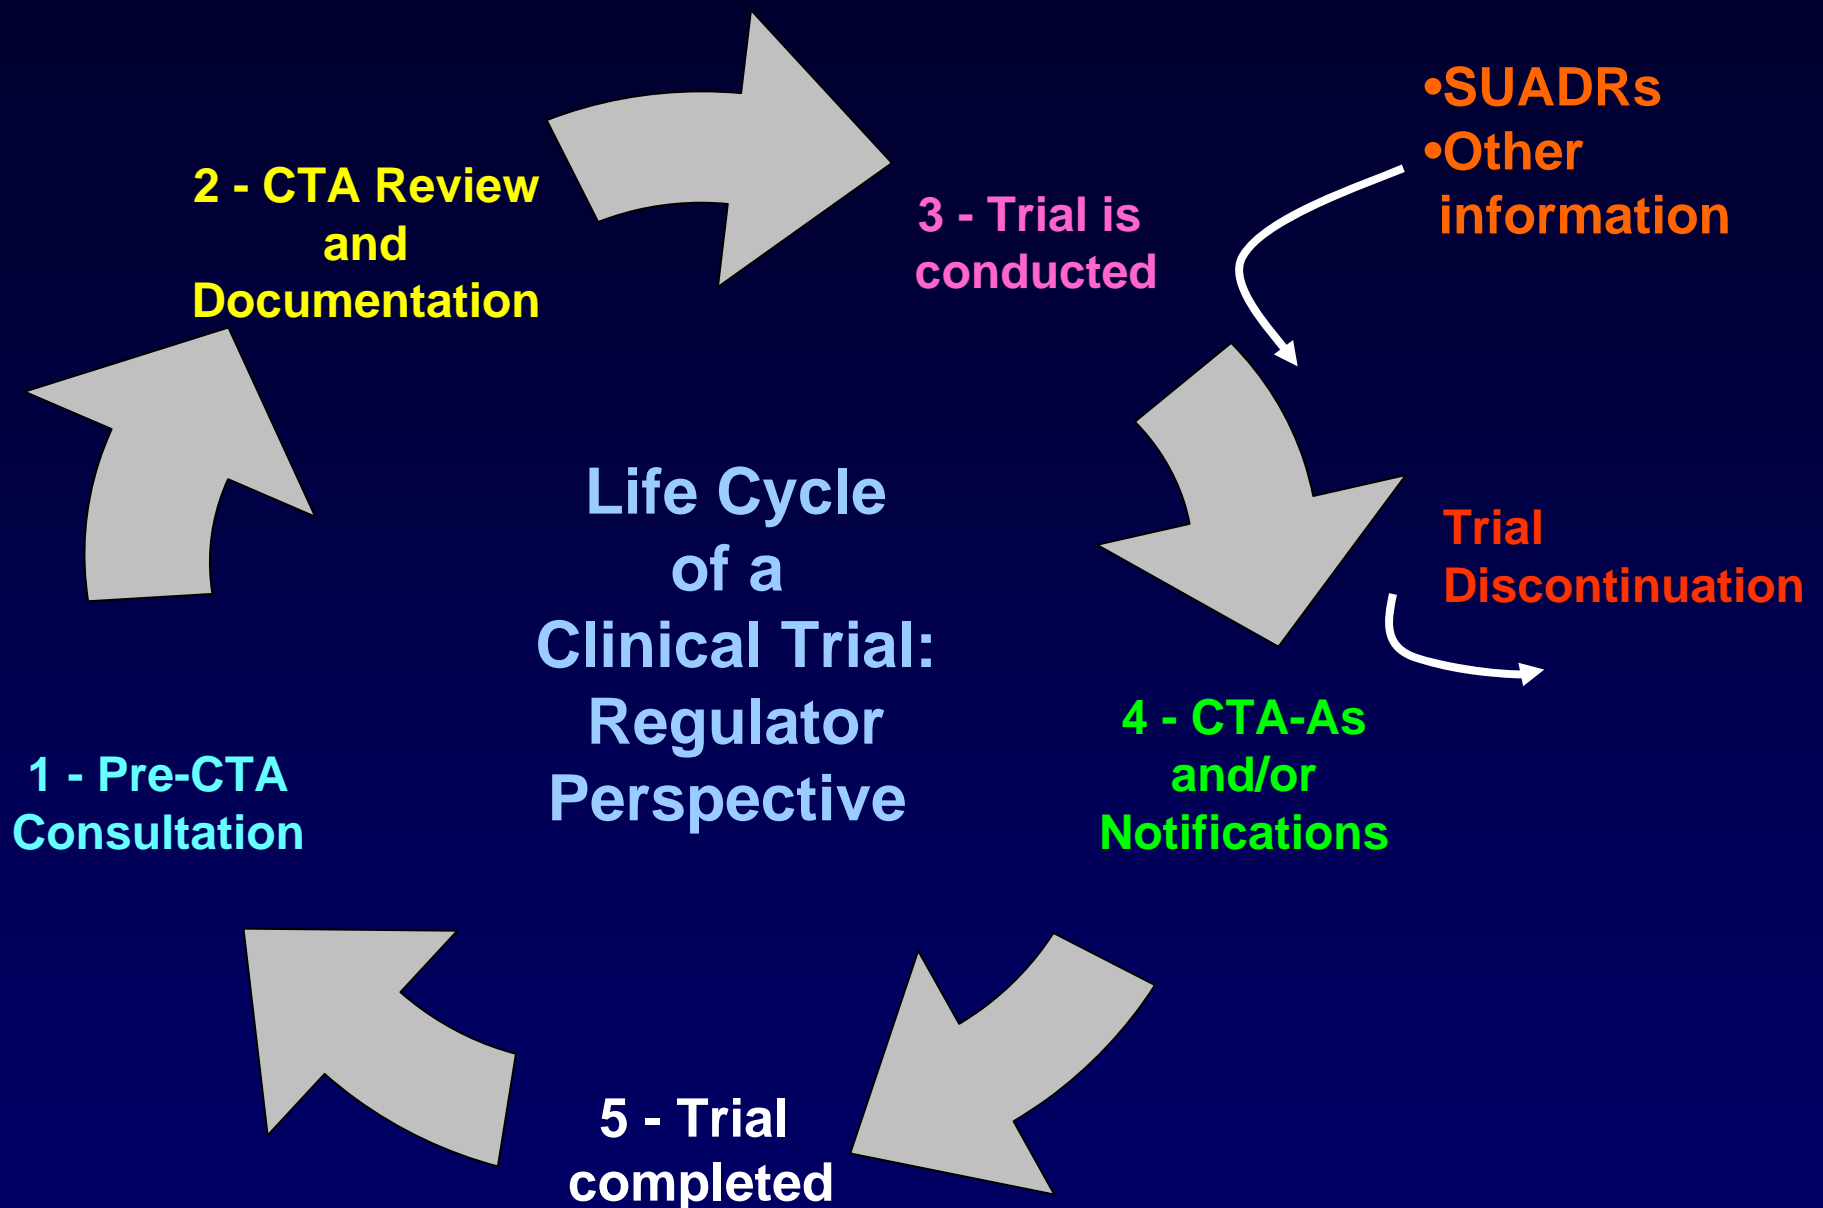 Life Cycle
of a
Clinical Trial:
Regulator
Perspective
1 - Pre-CTA
Consultation
2 - CTA Review
and
Documentation
3 - Trial is
conducted
•SUADRs
•Other
information
Trial
Discontinuation
4 - CTA-As
and/or
Notifications
5 - Trial
completed